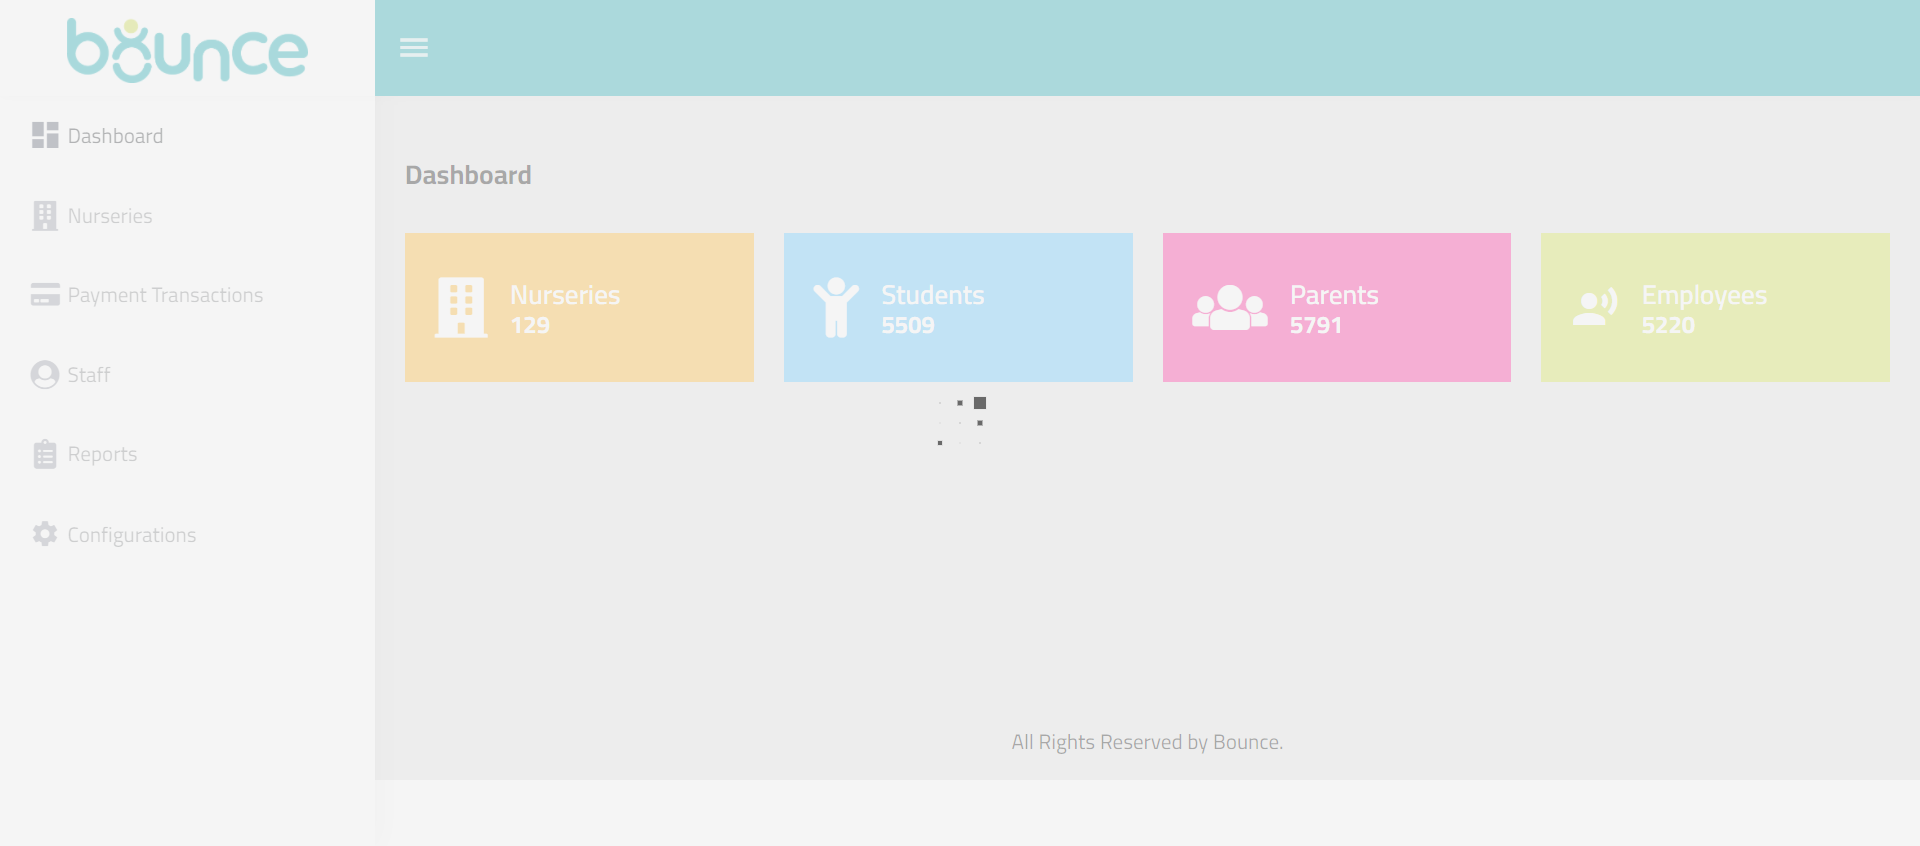 bounce
Dashboard
Nurseries
Payment Transactions
Staff
Reports
Configurations
Dashboard
Nurseries
129
Students
5509
Parents
5791
Employees
5220
All Rights Reserved by Bounce.